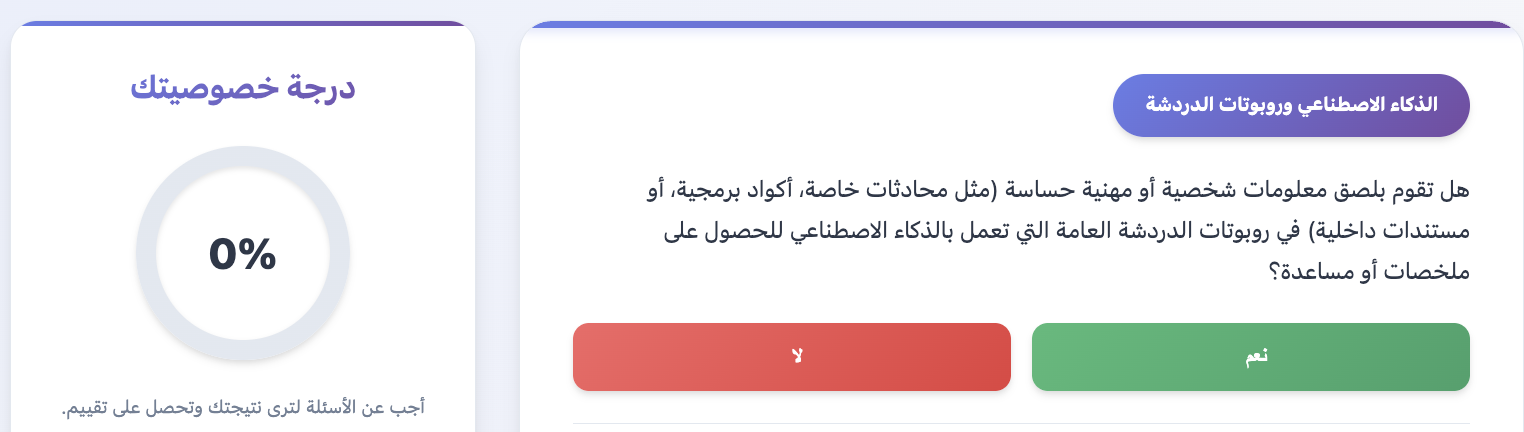 الذكاء الاصطناعي وروبوتات الدردشة
هل تقوم بلصق معلومات شخصية أو مهنية حساسة (مثل محادثات خاصة، أكواد برمجية، أو
مستندات داخلية) في روبوتات الدردشة العامة التي تعمل بالذكاء الاصطناعي للحصول على
ملخصات أو مساعدة؟
نعم
لا
درجة خصوصيتك
0%
أجب عن الأسئلة لترى نتيجتك وتحصل على تقييم.